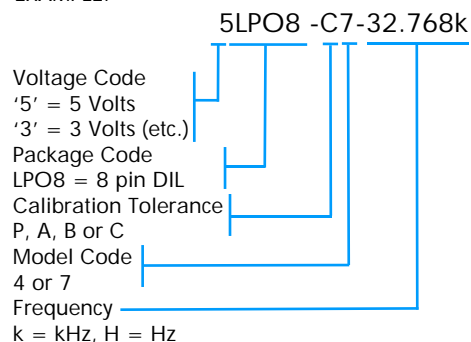 5LPO8 -C7-32.768k
Voltage Code
‘5’ = 5 Volts
‘3’ = 3 Volts (etc.)
Package Code
LPO8 = 8 pin DIL
Calibration Tolerance
P, A, B or C
Model Code
4 or 7
Frequency
k = kHz, H = Hz